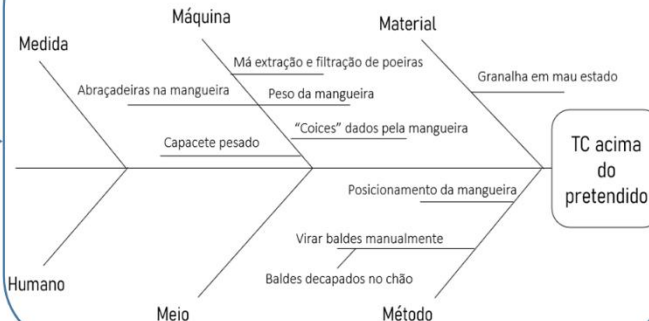 Máquina
Material
Medida
Má extração e filtração de poeiras
Granalha em mau estado
Abraçadeiras na mangueira
Peso da mangueira
"Coices" dados pela mangueira
Capacete pesado
TC acima
do
pretendido
Posicionamento da mangueira
Virar baldes manualmente
Baldes decapados no chão
Humano
Meio
Método